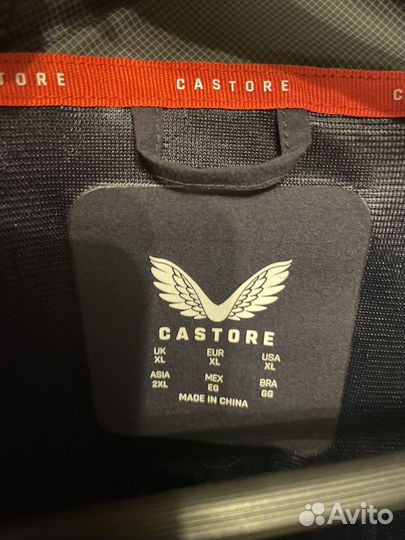 CASTORE CASTORE C
CASTORE
UK EUR USA
XL XL XL
ASIA MEX BRA
2XL EG GG
MADE IN CHINA
Avito